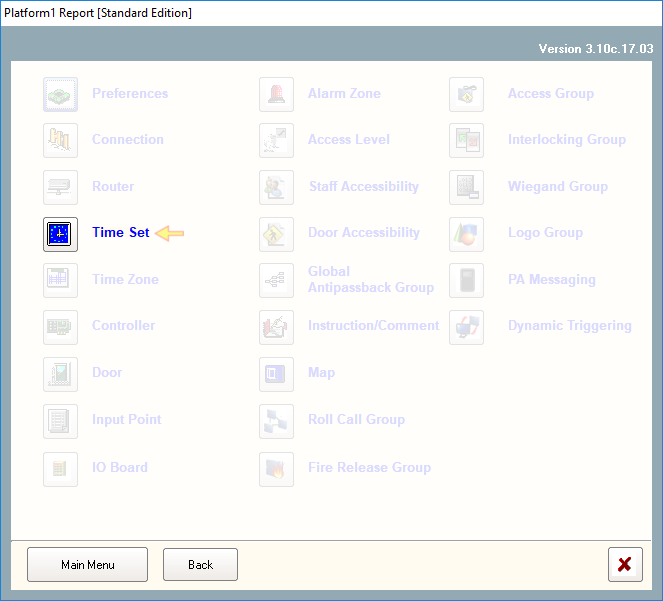 Platform1 Report [Standard Edition]
Version 3.10c.17.03
Preferences
Connection
Router
Time Set
Time Zone
Controller
Door
Input Point
IO Board
Alarm Zone
Access Level
Staff Accessibility
Door Accessibility
Global
Antipassback Group
Instruction/Comment
Map
Roll Call Group
Fire Release Group
Access Group
Interlocking Group
Wiegand Group
Logo Group
PA Messaging
Dynamic Triggering
Main Menu
Back